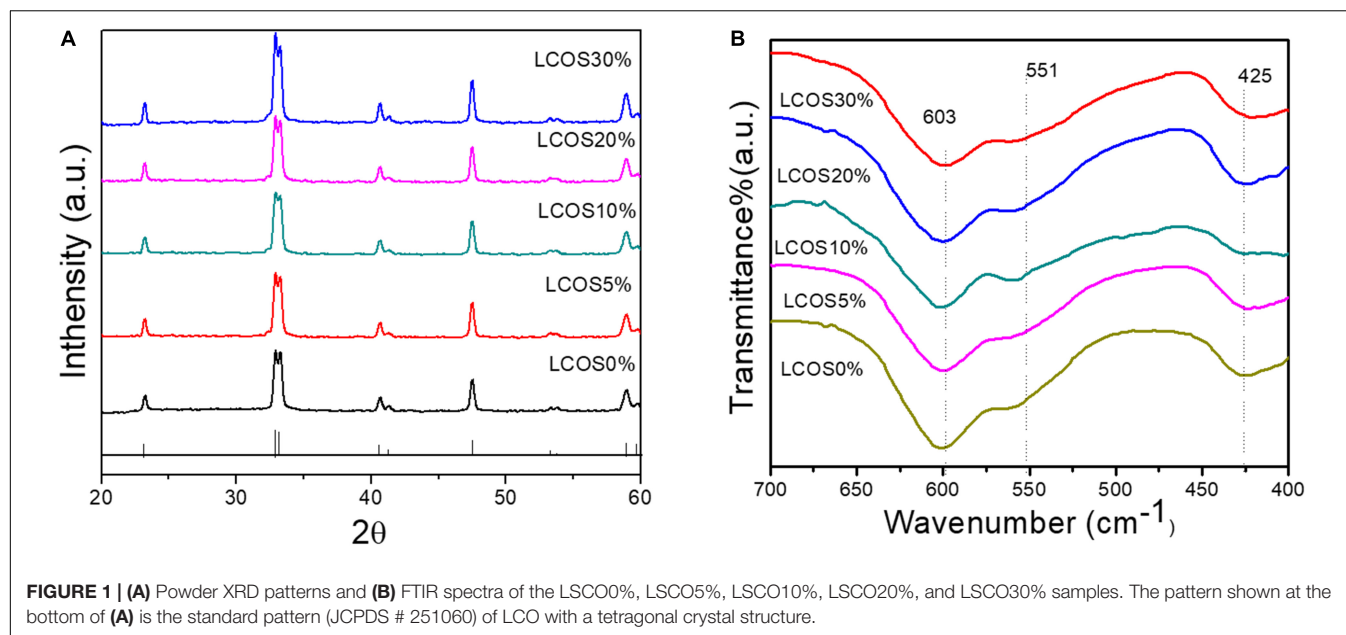 A
LCOS30%
LCOS20%
LCOS10%
LCOS5%
LCOS0%
Inthensity (a.u.)
20 30 40 50 60
2θ
B
603
551
425
LCOS30%
LCOS20%
LCOS10%
LCOS5%
LCOS0%
Transmittance%(a.u.)
700 650 600 550 500 450 400
Wavenumber (cm⁻¹)
FIGURE 1 | (A) Powder XRD patterns and (B) FTIR spectra of the LSCO0%, LSCO5%, LSCO10%, LSCO20%, and LSCO30% samples. The pattern shown at the
bottom of (A) is the standard pattern (JCPDS # 251060) of LCO with a tetragonal crystal structure.